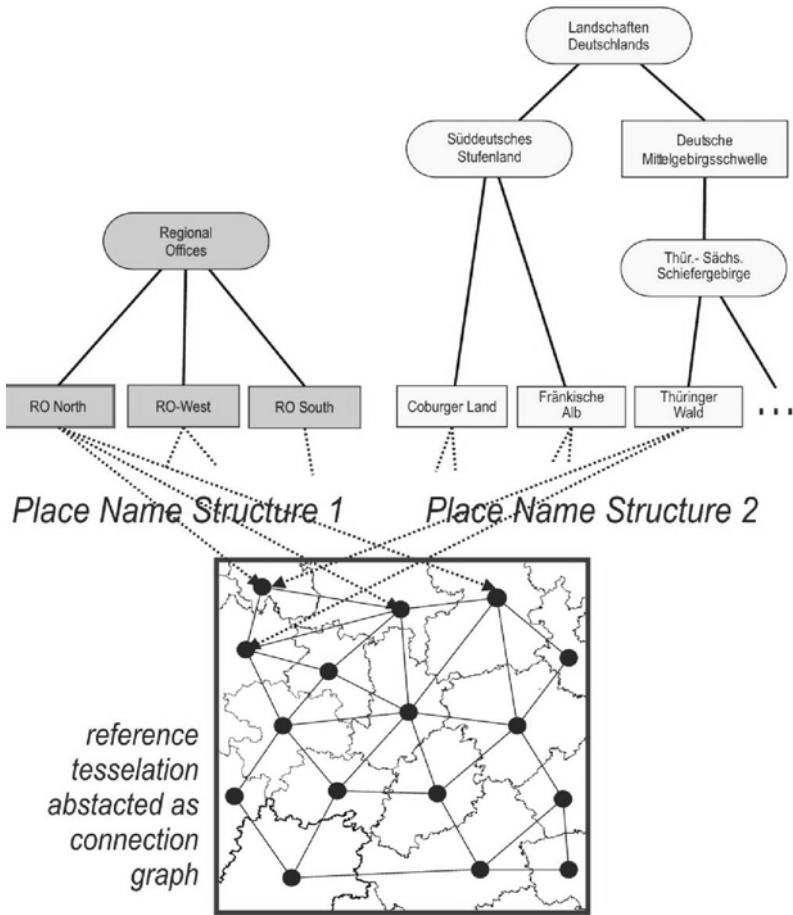 Landschaften
Deutschlands
Süddeutsches
Stufenland
Deutsche
Mittelgebirgsschwelle
Regional
Offices
Thür.- Sächs.
Schiefergebirge
RO North
RO-West
RO South
Coburger Land
Fränkische
Alb
Thüringer
Wald
...
Place Name Structure 1
Place Name Structure 2
reference
tesselation
abstacted as
connection
graph